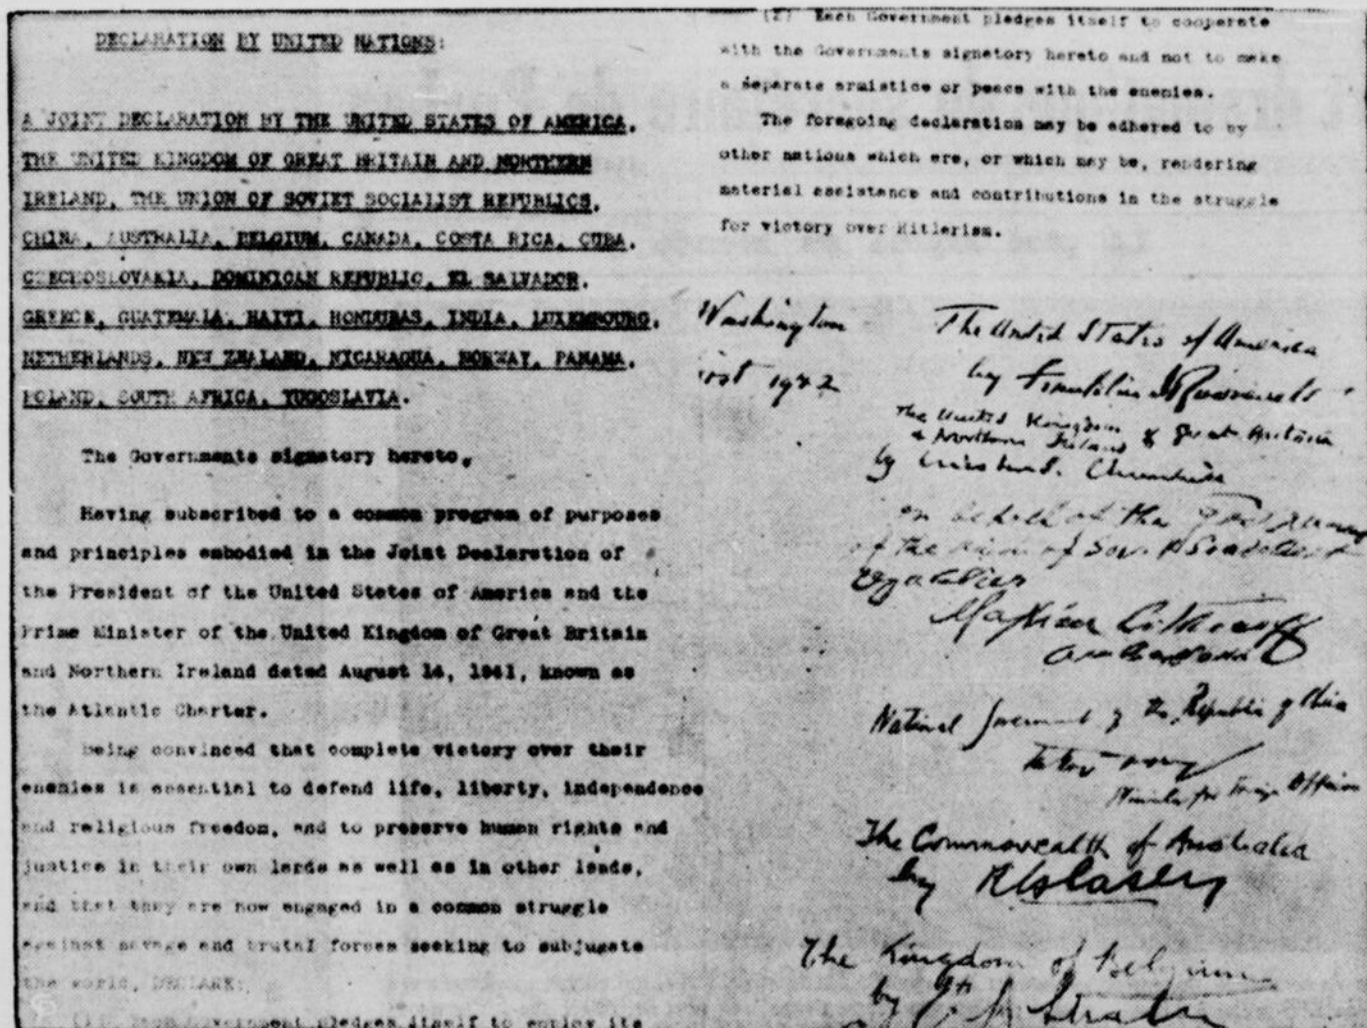 DECLARATION BY UNITED NATIONS:
A JOINT DECLARATION BY THE UNITED STATES OF AMERICA,
THE UNITED KINGDOM OF GREAT BRITAIN AND NORTHERN
IRELAND, THE UNION OF SOVIET SOCIALIST REPUBLICS,
CHINA, AUSTRALIA, BELGIUM, CANADA, COSTA RICA, CUBA,
CZECHOSLOVAKIA, DOMINICAN REPUBLIC, EL SALVADOR,
GREECE, GUATEMALA, HAITI, HONDURAS, INDIA, LUXEMBOURG,
NETHERLANDS, NEW ZEALAND, NICARAGUA, NORWAY, PANAMA,
POLAND, SOUTH AFRICA, YUGOSLAVIA.
The Governments signatory hereto,
Having subscribed to a common program of purposes
and principles embodied in the Joint Declaration of
the President of the United States of America and the
Prime Minister of the United Kingdom of Great Britain
and Northern Ireland dated August 14, 1941, known as
the Atlantic Charter.
Being convinced that complete victory over their
enemies is essential to defend life, liberty, independence
and religious freedom, and to preserve human rights and
justice in their own lands as well as in other lands,
and that they are now engaged in a common struggle
against savage and brutal forces seeking to subjugate
the world, DECLARE:
(1) Each Government pledges itself to employ its
(2) Each Government pledges itself to cooperate
with the Governments signatory hereto and not to make
a separate armistice or peace with the enemies.
The foregoing declaration may be adhered to by
other nations which are, or which may be, rendering
material assistance and contributions in the struggle
for victory over Hitlerism.
Washington
1942
The United States of America
by Franklin D Roosevelt
The United Kingdom of Great Britain
& Northern Ireland
by Winston S. Churchill
on behalf of the
of the Union of Soviet Socialist
Republics
Maxim Litvinoff
Ambassador
National Government of the Republic of China
Minister for Foreign Affairs
The Commonwealth of Australia
by R G Casey
The Kingdom of Belgium
by